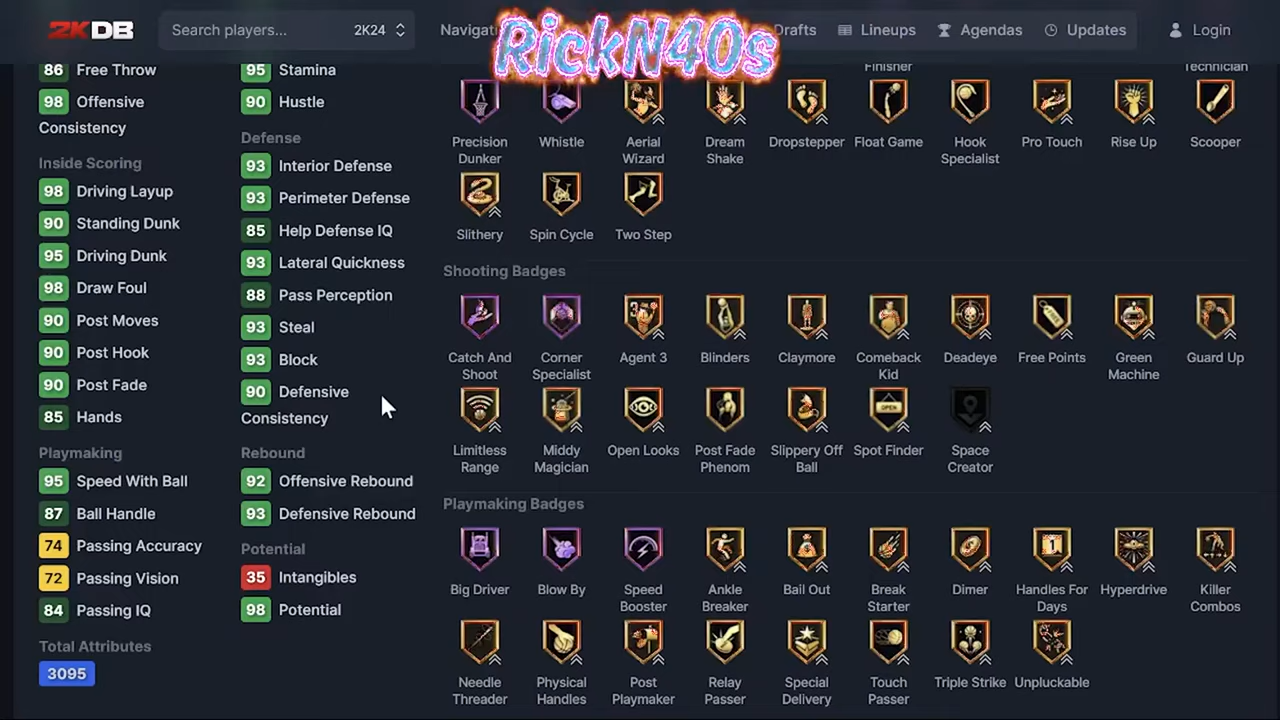 2KDB
Search players...
2K24
Navigat
RickN40s
Drafts
Lineups
Agendas
Updates
Login
86 Free Throw
98 Offensive
Consistency
Inside Scoring
98 Driving Layup
90 Standing Dunk
95 Driving Dunk
98 Draw Foul
90 Post Moves
90 Post Hook
90 Post Fade
85 Hands
Playmaking
95 Speed With Ball
87 Ball Handle
74 Passing Accuracy
72 Passing Vision
84 Passing IQ
Total Attributes
3095
95 Stamina
90 Hustle
Defense
93 Interior Defense
93 Perimeter Defense
85 Help Defense IQ
93 Lateral Quickness
88 Pass Perception
93 Steal
93 Block
90 Defensive
Consistency
Rebound
92 Offensive Rebound
93 Defensive Rebound
Potential
35 Intangibles
98 Potential
Finisher
Technician
Precision
Dunker
Whistle
Aerial
Wizard
Dream
Shake
Dropstepper
Float Game
Hook
Specialist
Pro Touch
Rise Up
Scooper
Slithery
Spin Cycle
Two Step
Shooting Badges
Catch And
Shoot
Corner
Specialist
Agent 3
Blinders
Claymore
Comeback
Kid
Deadeye
Free Points
Green
Machine
Guard Up
Limitless
Range
Middy
Magician
Open Looks
Post Fade
Phenom
Slippery Off
Ball
Spot Finder
Space
Creator
Playmaking Badges
Big Driver
Blow By
Speed
Booster
Ankle
Breaker
Bail Out
Break
Starter
Dimer
Handles For
Days
Hyperdrive
Killer
Combos
Needle
Threader
Physical
Handles
Post
Playmaker
Relay
Passer
Special
Delivery
Touch
Passer
Triple Strike
Unpluckable